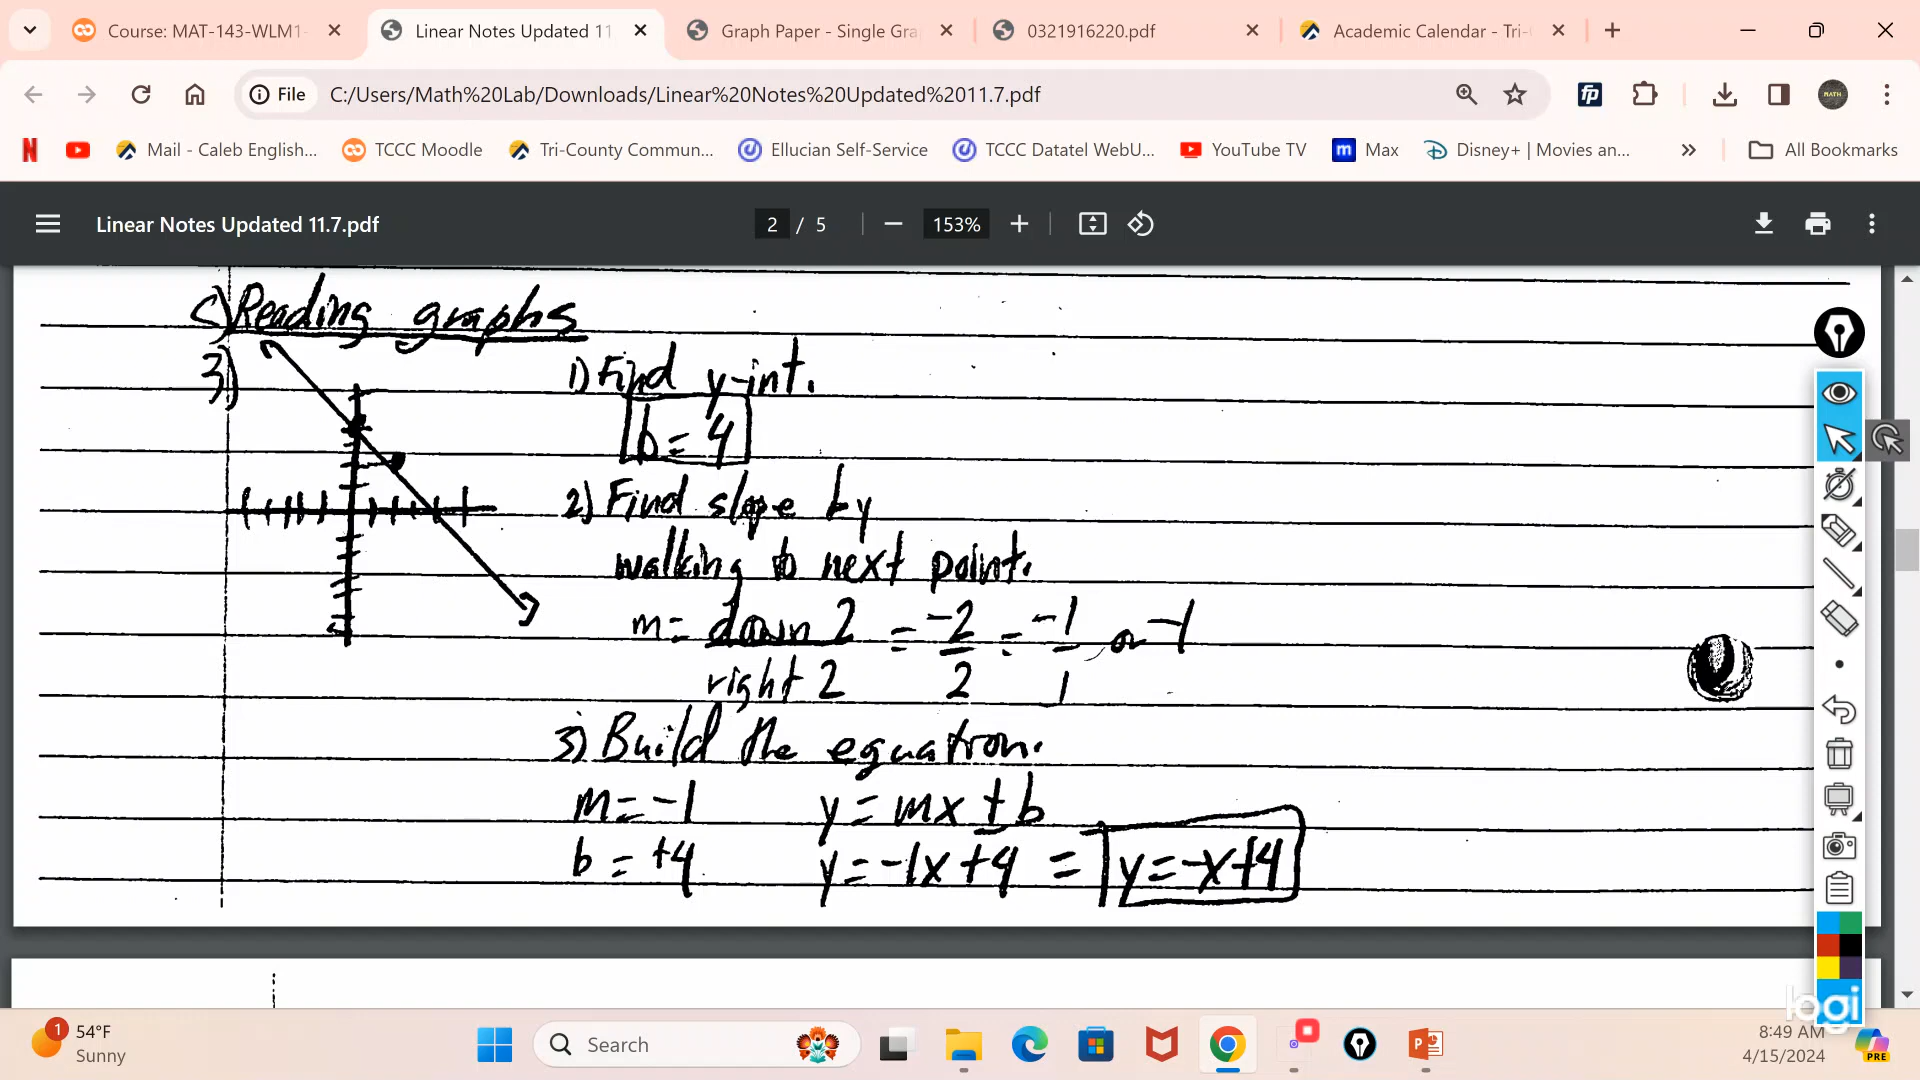 Course: MAT-143-WLM1-
Linear Notes Updated 11
Graph Paper - Single Gra
0321916220.pdf
Academic Calendar - Tri-
File
C:/Users/Math%20Lab/Downloads/Linear%20Notes%20Updated%2011.7.pdf
Mail - Caleb English...
TCCC Moodle
Tri-County Commun...
Ellucian Self-Service
TCCC Datatel WebU...
YouTube TV
m Max
Disney+ | Movies an...
All Bookmarks
Linear Notes Updated 11.7.pdf
2 / 5
153%
c) Reading graphs
3)
1) Find y-int.
b = 4
2) Find slope by
walking to next point.
m = down 2 / right 2 = -2/2 = -1/1, or -1
3) Build the equation.
m = -1 y = mx + b
b = +4 y = -1x + 4 = y = -x + 4
logi
1
54°F
Sunny
Search
8:49 AM
4/15/2024
PRE